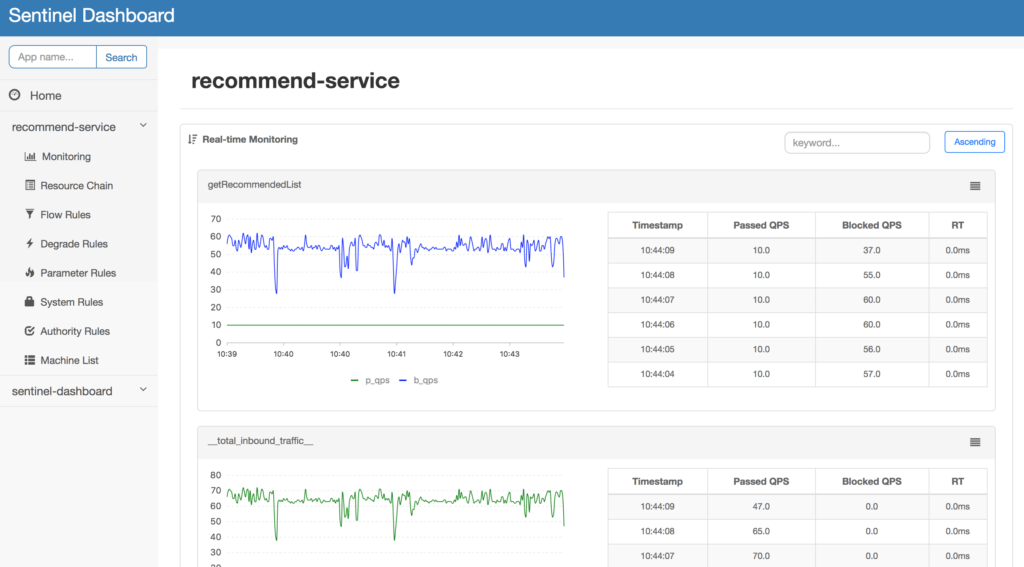 Sentinel Dashboard
App name... Search
Home
recommend-service
Monitoring
Resource Chain
Flow Rules
Degrade Rules
Parameter Rules
System Rules
Authority Rules
Machine List
sentinel-dashboard
recommend-service
Real-time Monitoring
keyword... Ascending
getRecommendedList
70
60
50
40
30
20
10
0
10:39 10:40 10:40 10:41 10:42 10:43
p_qps b_qps
Timestamp Passed QPS Blocked QPS RT
10:44:09 10.0 37.0 0.0ms
10:44:08 10.0 55.0 0.0ms
10:44:07 10.0 60.0 0.0ms
10:44:06 10.0 60.0 0.0ms
10:44:05 10.0 56.0 0.0ms
10:44:04 10.0 57.0 0.0ms
__total_inbound_traffic__
80
70
60
50
40
30
20
Timestamp Passed QPS Blocked QPS RT
10:44:09 47.0 0.0 0.0ms
10:44:08 65.0 0.0 0.0ms
10:44:07 70.0 0.0 0.0ms